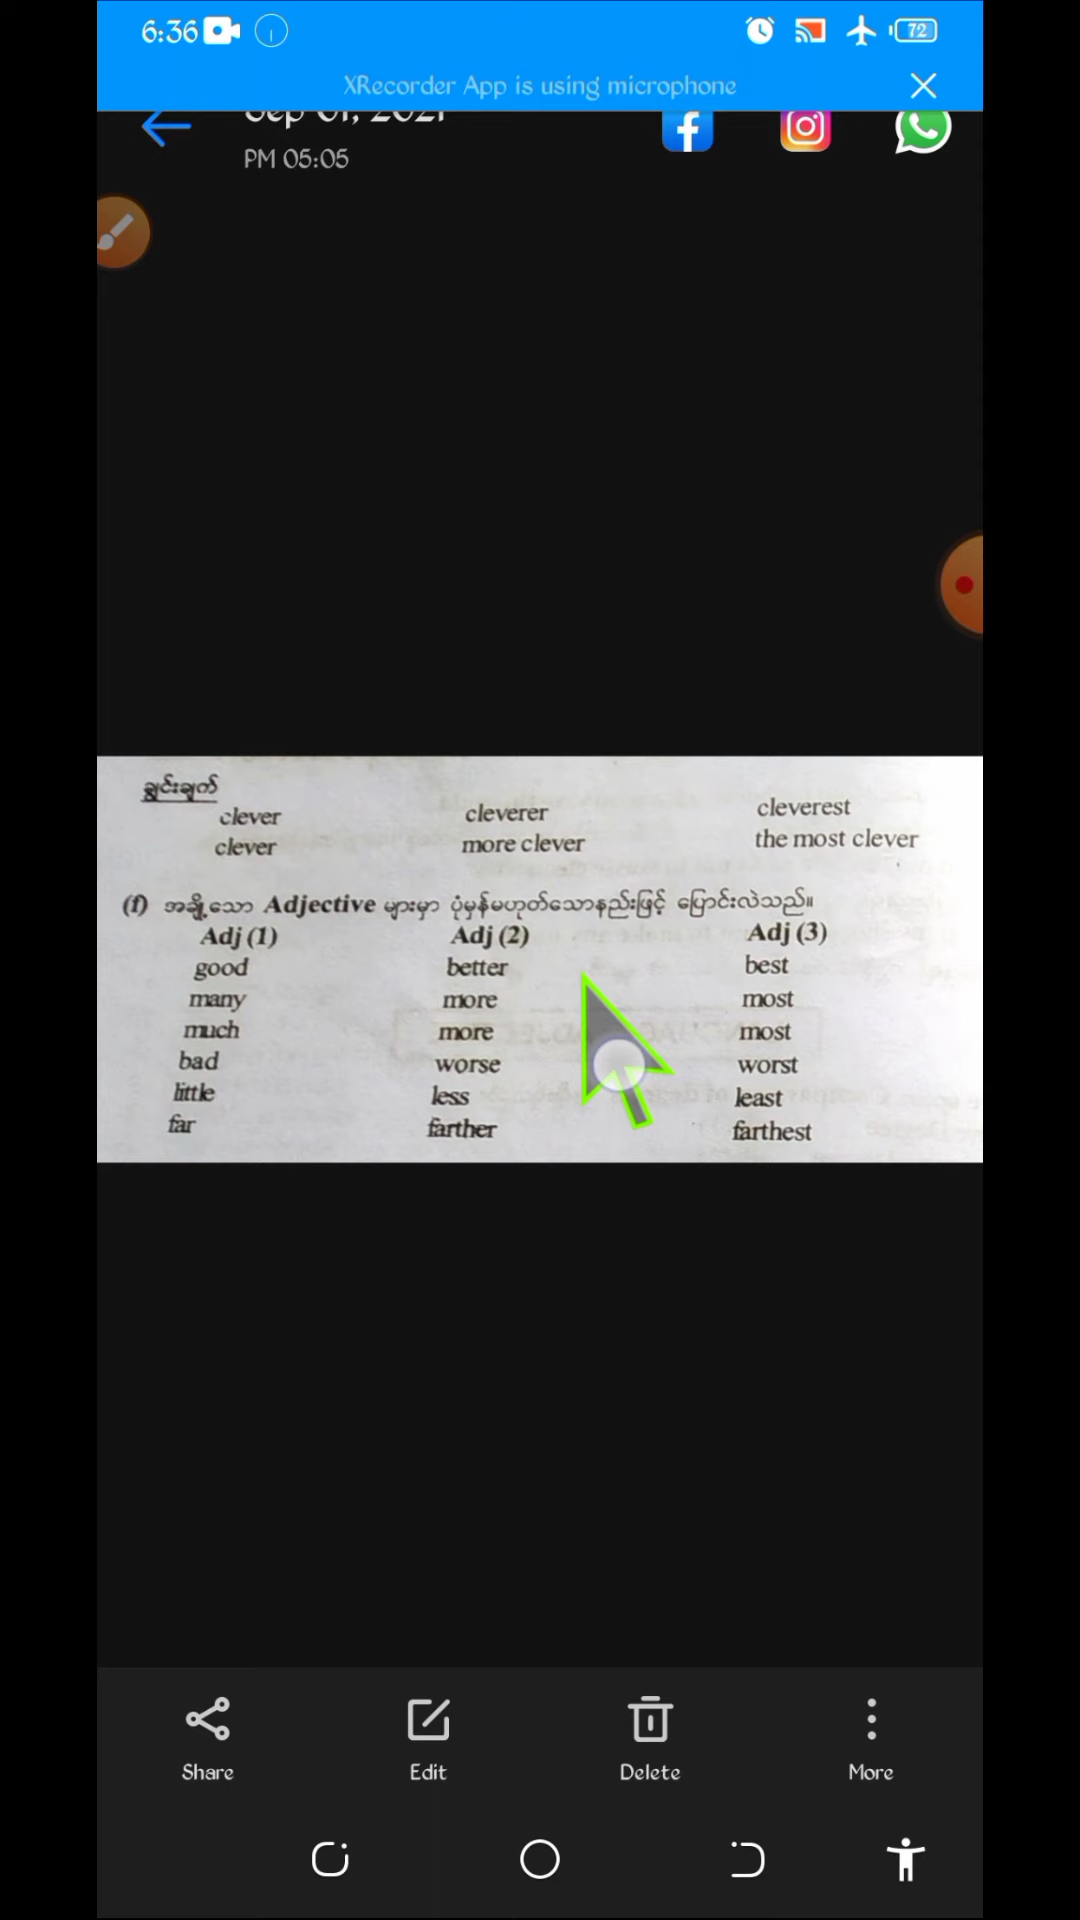 6:36
72
XRecorder App is using microphone
Sep 01, 2021
PM 05:05
ချွင်းချက်
clever cleverer cleverest
clever more clever the most clever
(f) အချို့သော Adjective များမှာ ပုံမှန်မဟုတ်သောနည်းဖြင့် ပြောင်းလဲသည်။
Adj (1) Adj (2) Adj (3)
good better best
many more most
much more most
bad worse worst
little less least
far farther farthest
Share Edit Delete More